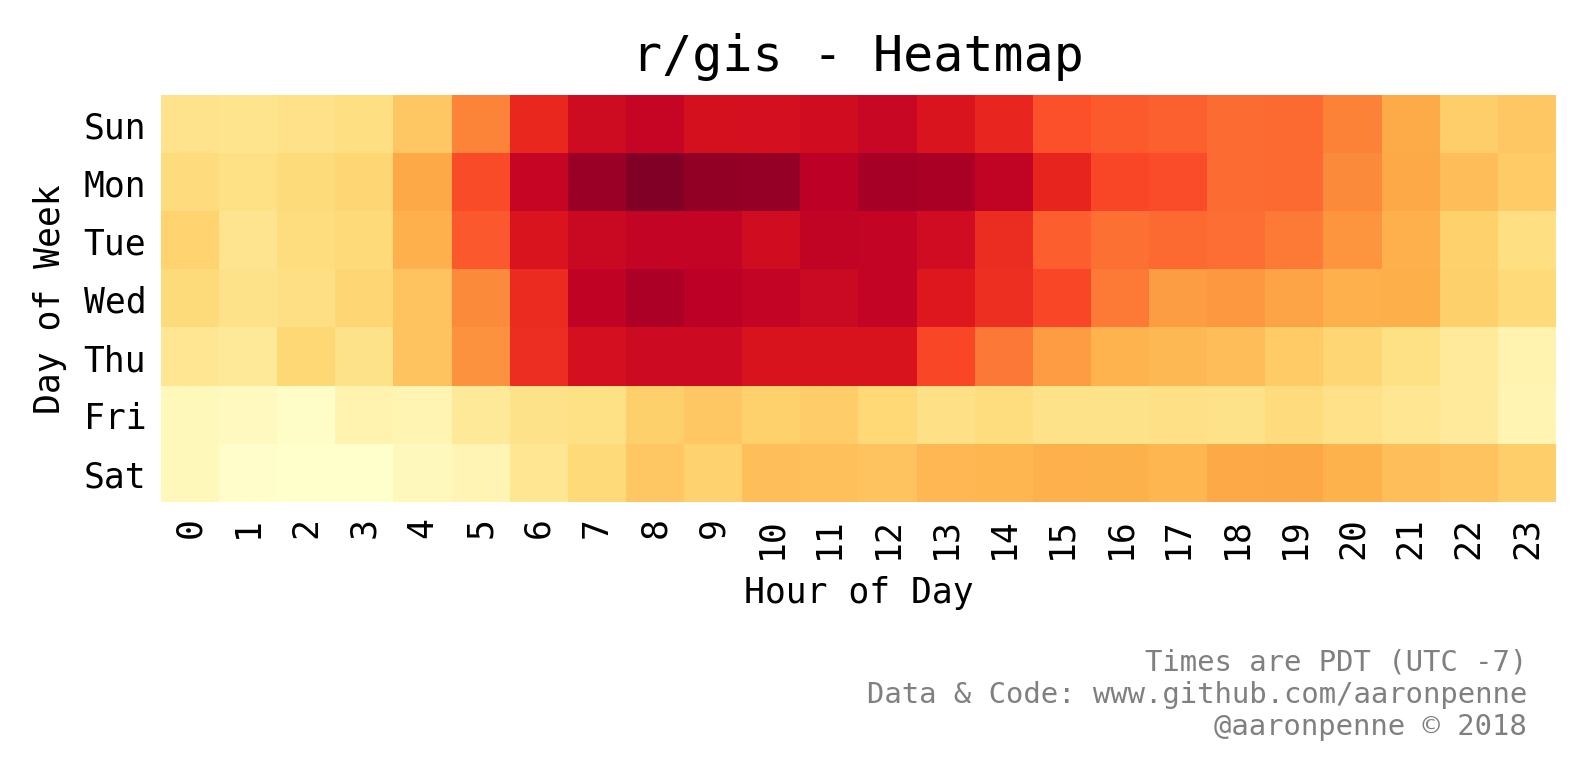 r/gis - Heatmap
Day of Week
Sun
Mon
Tue
Wed
Thu
Fri
Sat
0 1 2 3 4 5 6 7 8 9 10 11 12 13 14 15 16 17 18 19 20 21 22 23
Hour of Day
Times are PDT (UTC -7)
Data & Code: www.github.com/aaronpenne
@aaronpenne © 2018